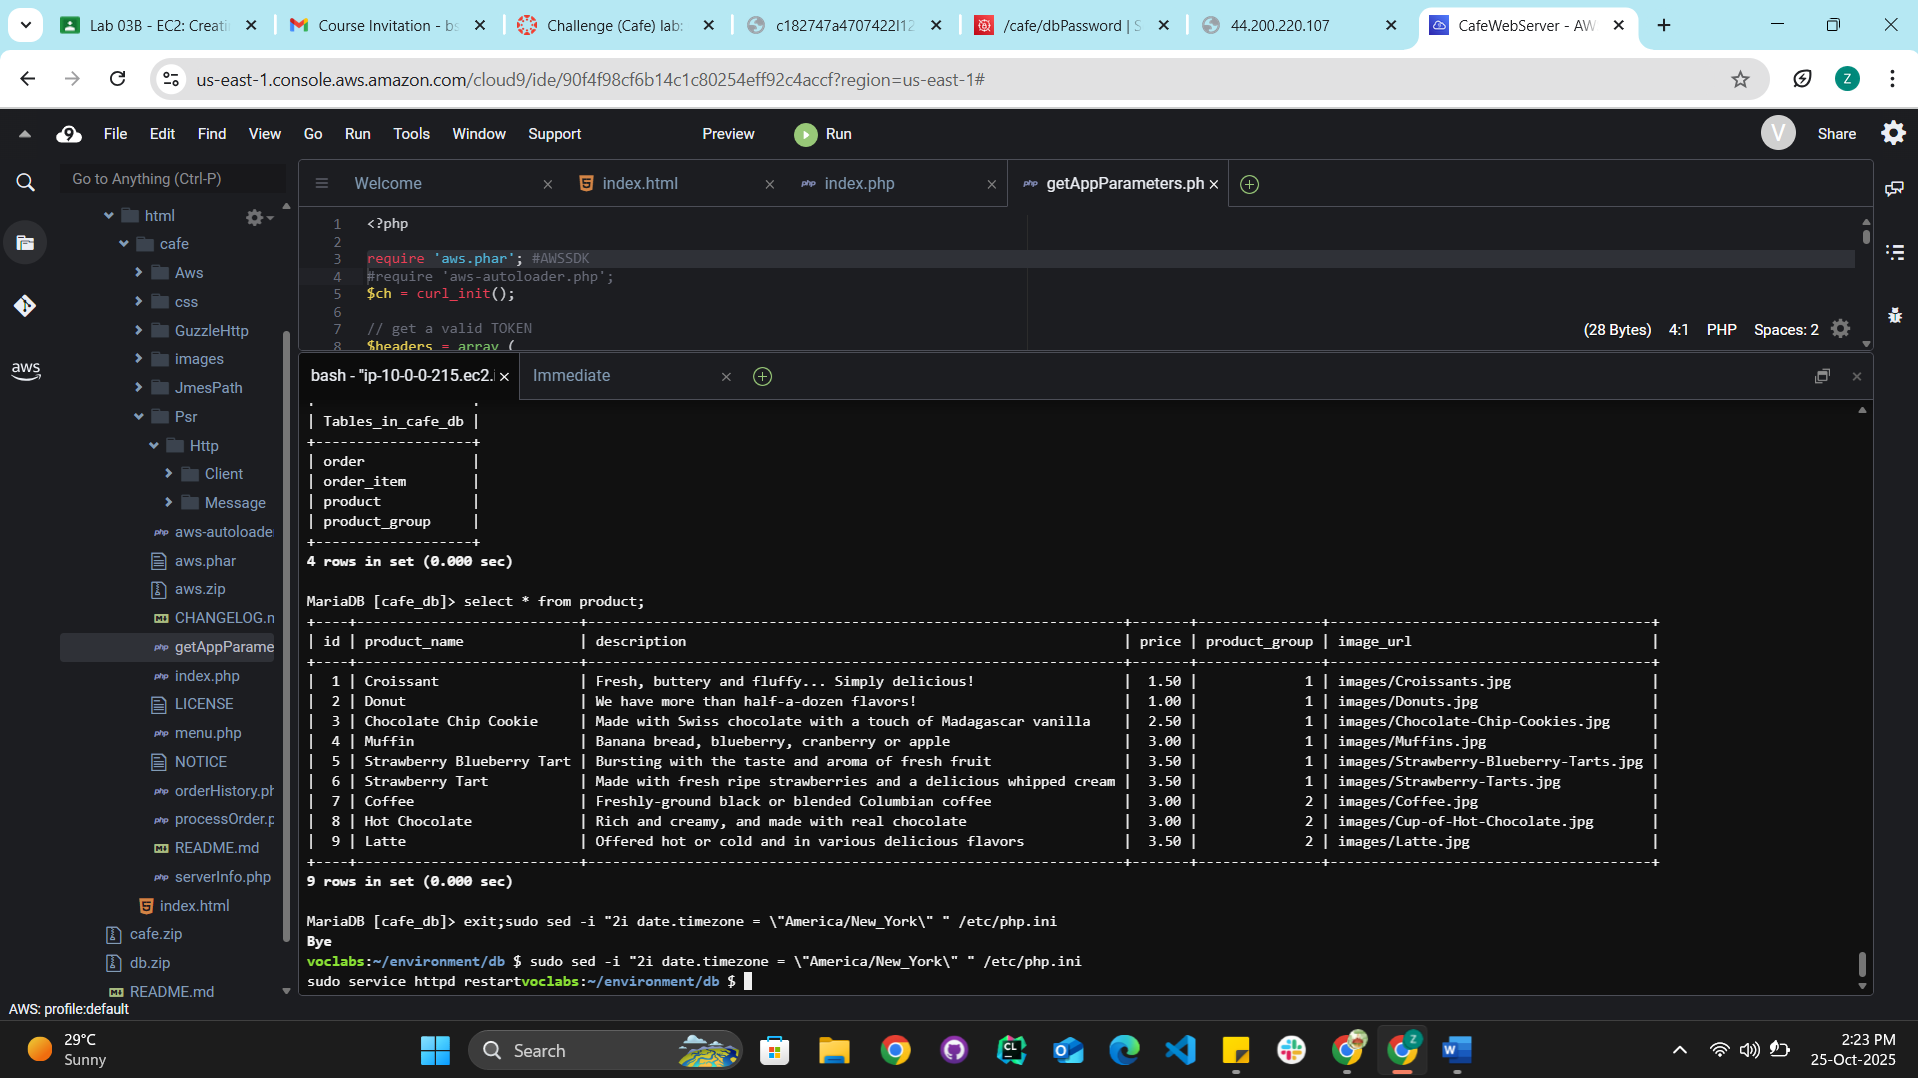 Lab 03B - EC2: Creati
Course Invitation - bs
Challenge (Cafe) lab:
c182747a4707422l12
/cafe/dbPassword | S
44.200.220.107
CafeWebServer - AW
us-east-1.console.aws.amazon.com/cloud9/ide/90f4f98cf6b14c1c80254eff92c4accf?region=us-east-1#
Z
9 File Edit Find View Go Run Tools Window Support Preview Run V Share
Go to Anything (Ctrl-P)
html
cafe
Aws
css
GuzzleHttp
images
JmesPath
Psr
Http
Client
Message
php aws-autoloade
aws.phar
aws.zip
CHANGELOG.m
php getAppParame
php index.php
LICENSE
php menu.php
NOTICE
php orderHistory.ph
php processOrder.p
README.md
php serverInfo.php
index.html
cafe.zip
db.zip
README.md
aws
AWS: profile:default
Welcome
index.html
php index.php
php getAppParameters.ph
1 <?php
2
3 require 'aws.phar'; #AWSSDK
4 #require 'aws-autoloader.php';
5 $ch = curl_init();
6
7 // get a valid TOKEN
8 $headers = array (
(28 Bytes) 4:1 PHP Spaces: 2
bash - "ip-10-0-0-215.ec2.i
Immediate
| Tables_in_cafe_db |
+-------------------+
| order |
| order_item |
| product |
| product_group |
+-------------------+
4 rows in set (0.000 sec)
MariaDB [cafe_db]> select * from product;
+----+--------------------------+-----------------------------------------------------------------+-------+---------------+---------------------------------------+
| id | product_name | description | price | product_group | image_url |
+----+--------------------------+-----------------------------------------------------------------+-------+---------------+---------------------------------------+
| 1 | Croissant | Fresh, buttery and fluffy... Simply delicious! | 1.50 | 1 | images/Croissants.jpg |
| 2 | Donut | We have more than half-a-dozen flavors! | 1.00 | 1 | images/Donuts.jpg |
| 3 | Chocolate Chip Cookie | Made with Swiss chocolate with a touch of Madagascar vanilla | 2.50 | 1 | images/Chocolate-Chip-Cookies.jpg |
| 4 | Muffin | Banana bread, blueberry, cranberry or apple | 3.00 | 1 | images/Muffins.jpg |
| 5 | Strawberry Blueberry Tart | Bursting with the taste and aroma of fresh fruit | 3.50 | 1 | images/Strawberry-Blueberry-Tarts.jpg |
| 6 | Strawberry Tart | Made with fresh ripe strawberries and a delicious whipped cream | 3.50 | 1 | images/Strawberry-Tarts.jpg |
| 7 | Coffee | Freshly-ground black or blended Columbian coffee | 3.00 | 2 | images/Coffee.jpg |
| 8 | Hot Chocolate | Rich and creamy, and made with real chocolate | 3.00 | 2 | images/Cup-of-Hot-Chocolate.jpg |
| 9 | Latte | Offered hot or cold and in various delicious flavors | 3.50 | 2 | images/Latte.jpg |
+----+--------------------------+-----------------------------------------------------------------+-------+---------------+---------------------------------------+
9 rows in set (0.000 sec)
MariaDB [cafe_db]> exit;sudo sed -i "2i date.timezone = \"America/New_York\" " /etc/php.ini
Bye
voclabs:~/environment/db $ sudo sed -i "2i date.timezone = \"America/New_York\" " /etc/php.ini
sudo service httpd restartvoclabs:~/environment/db $
29°C
Sunny
Search
2:23 PM
25-Oct-2025